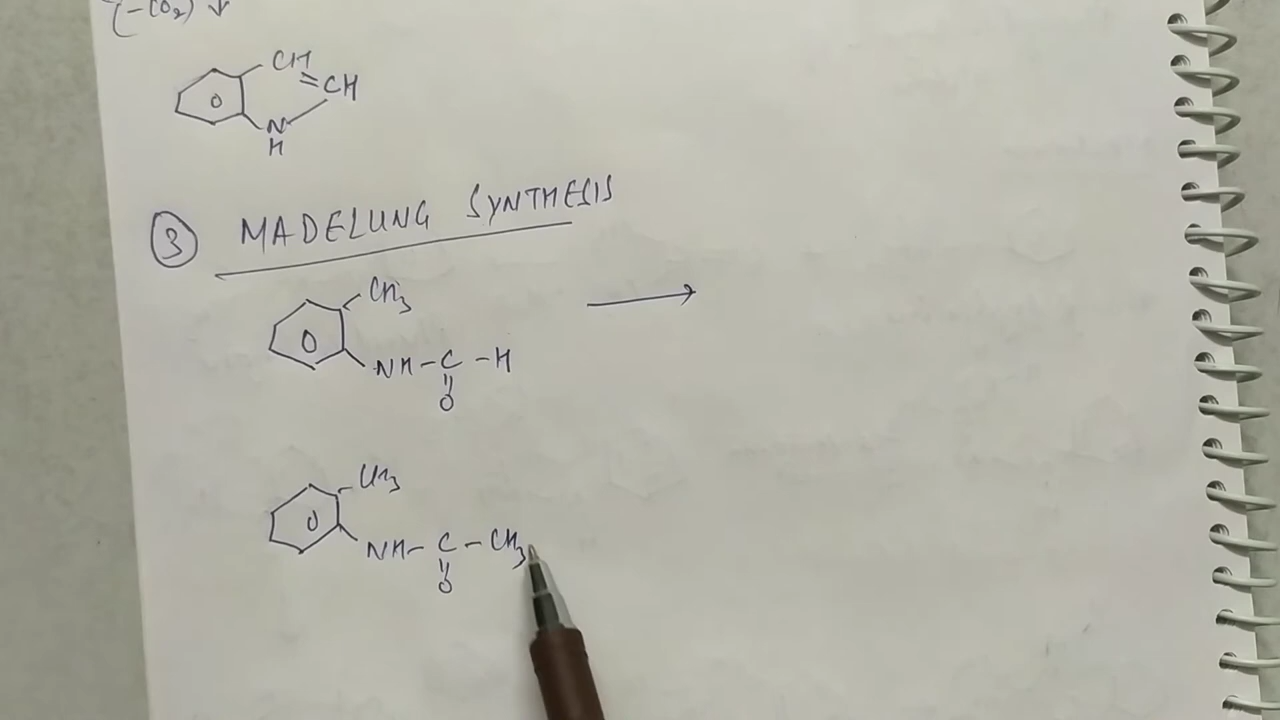 (-CO₂) ↓
CH
=CH
N
H
③ MADELUNG SYNTHESIS
CH₃
NH-C-H
O
CH₃
NH-C-CH₃
O